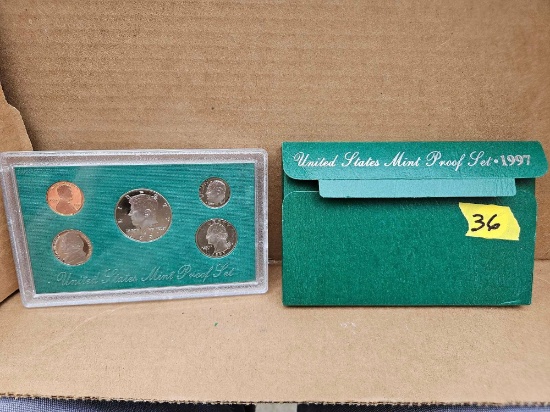 United States Mint Proof Set • 1997
36
United States Mint Proof Set